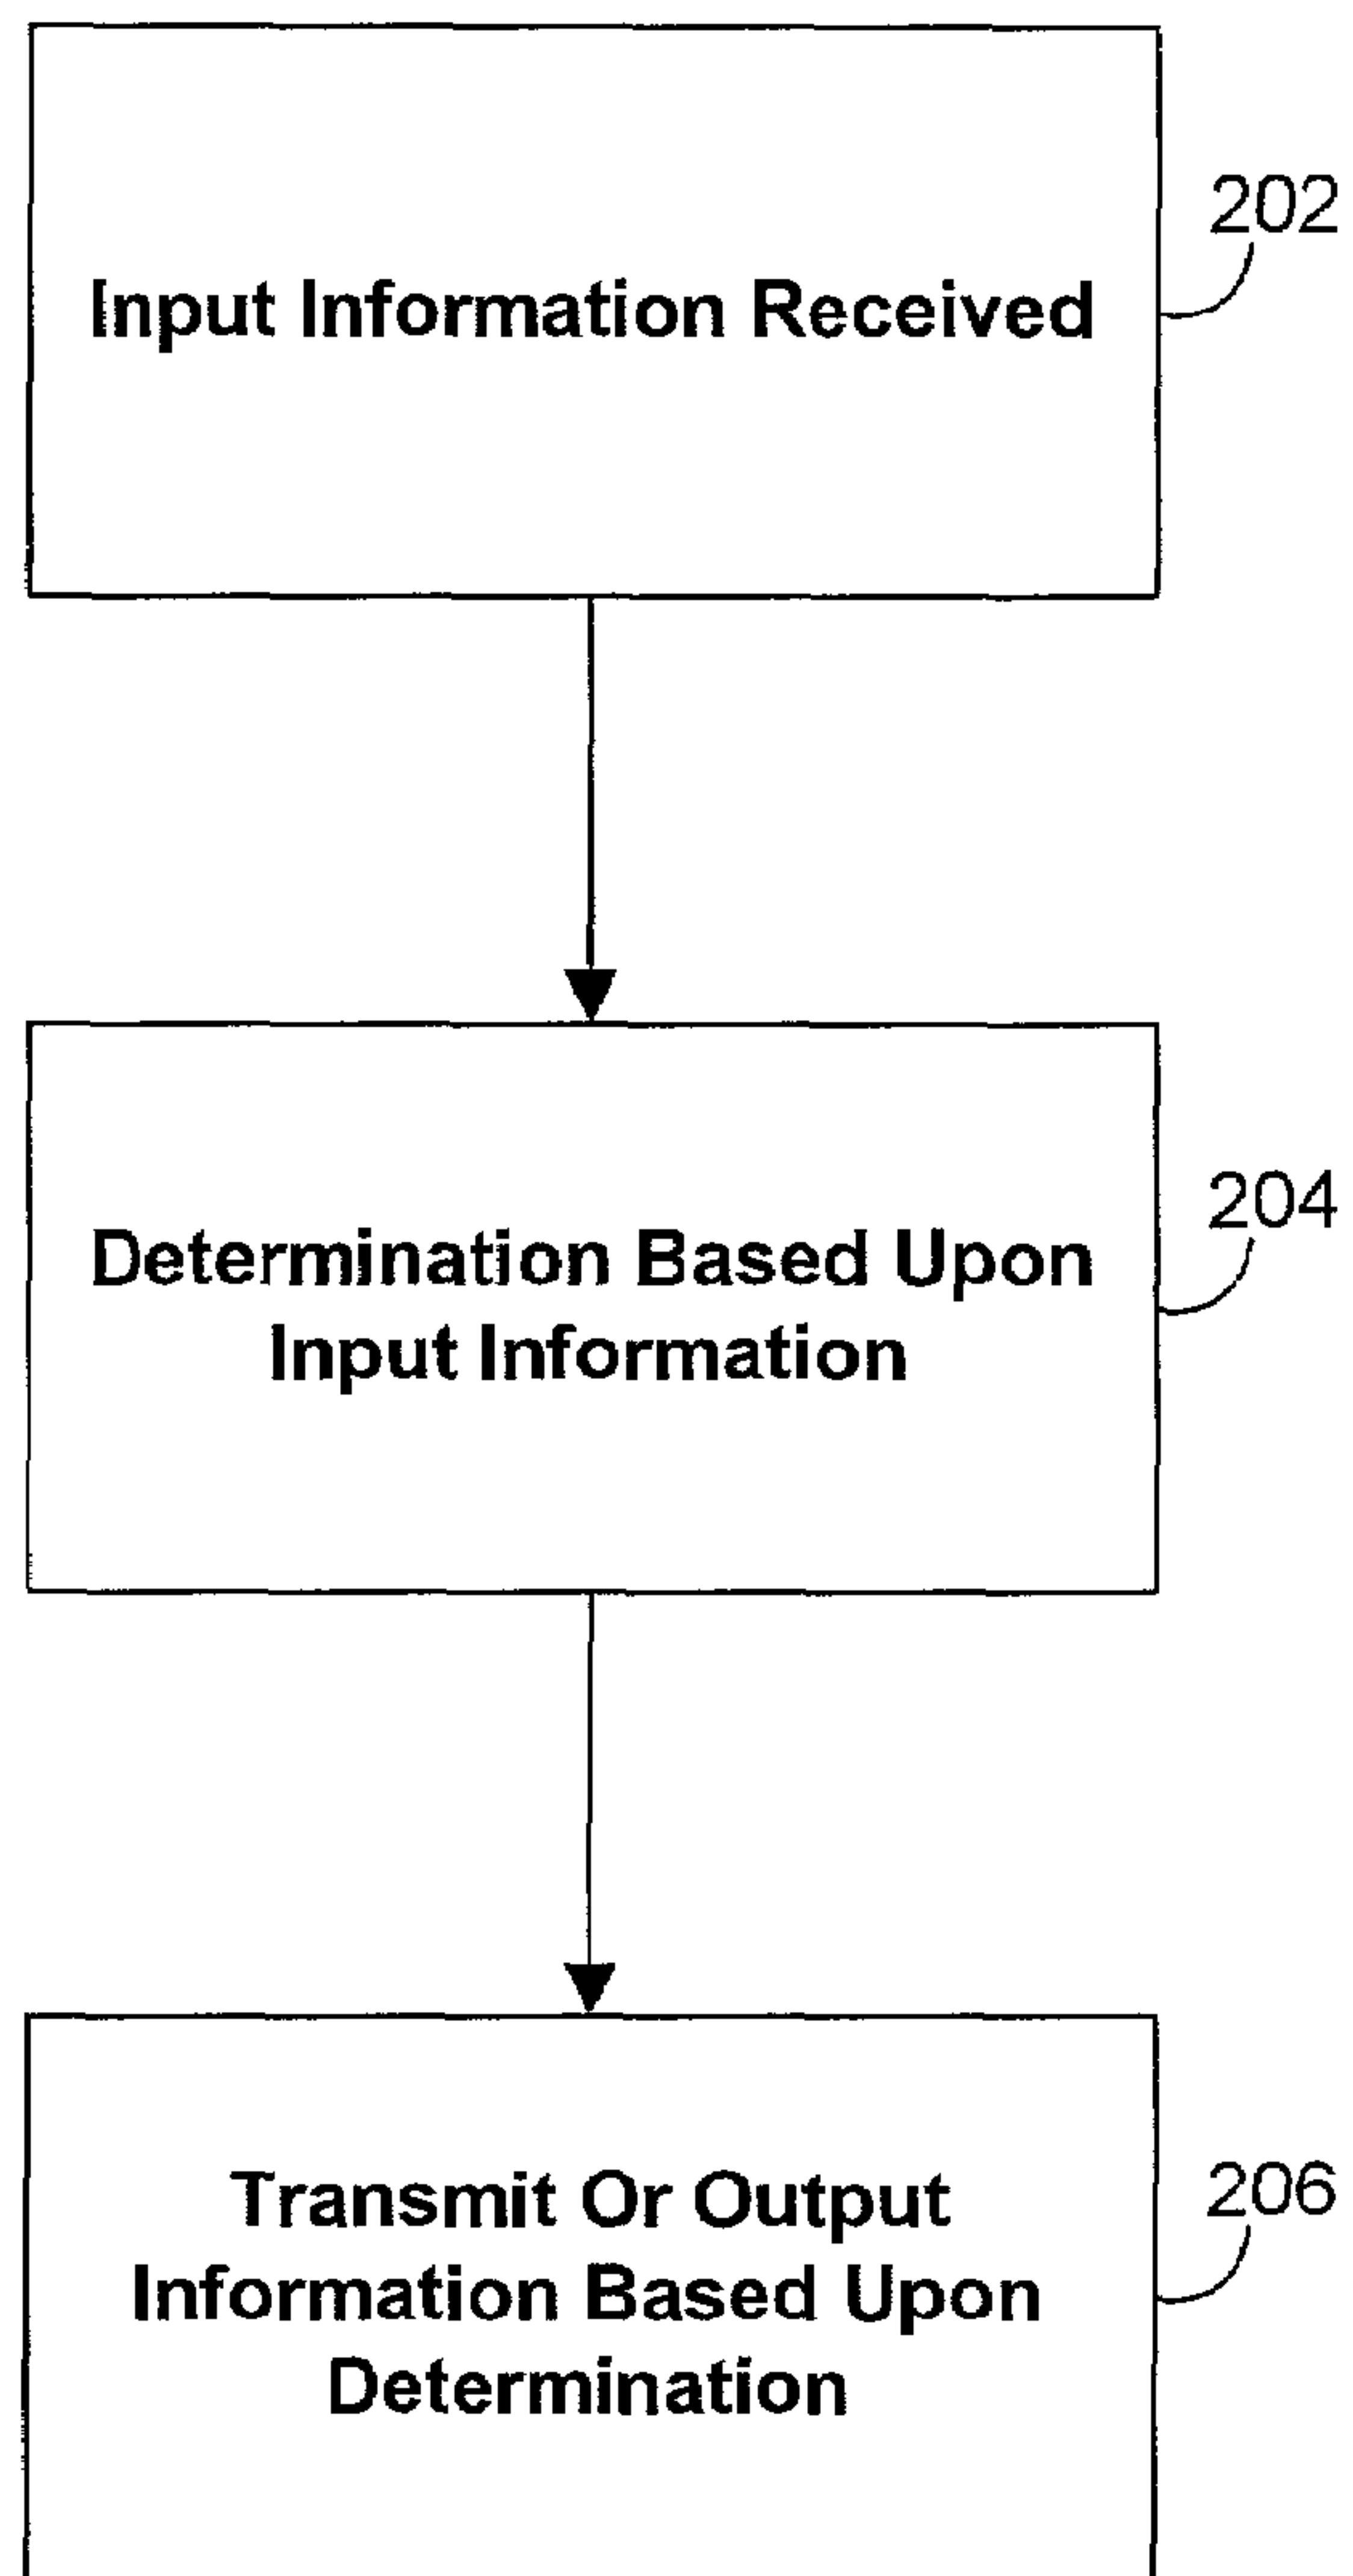 202
Input Information Received
204
Determination Based Upon
Input Information
206
Transmit Or Output
Information Based Upon
Determination